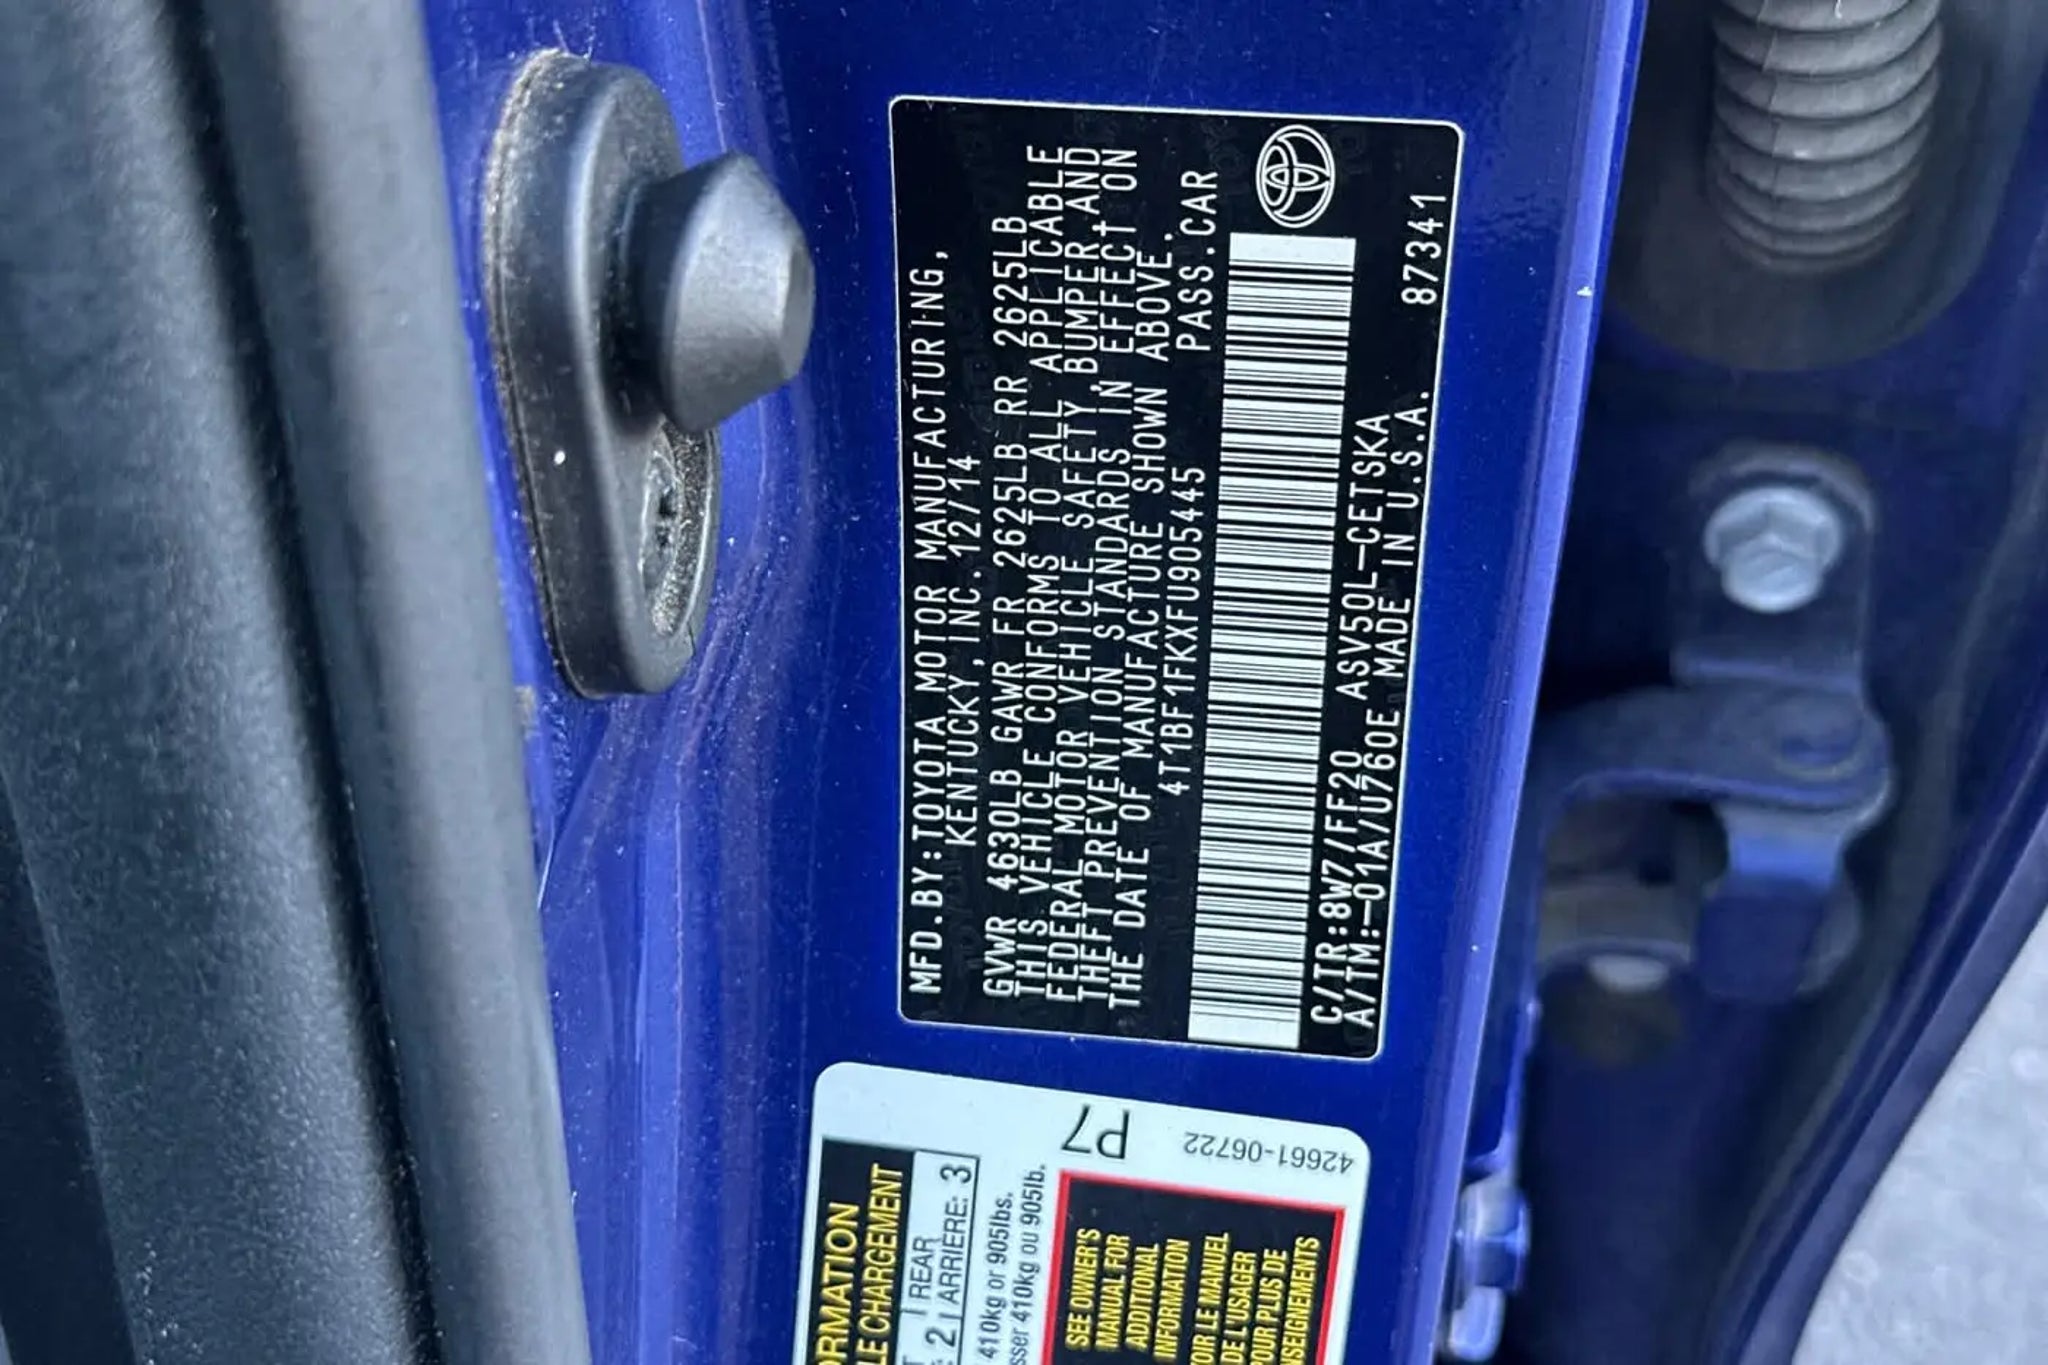 MFD.BY:TOYOTA MOTOR MANUFACTURING,
KENTUCKY,INC.12/14
GVWR 4630LB GAWR FR 2625LB RR 2625LB
THIS VEHICLE CONFORMS TO ALL APPLICABLE
FEDERAL MOTOR VEHICLE SAFETY,BUMPER,AND
THEFT PREVENTION STANDARDS IN EFFECT ON
THE DATE OF MANUFACTURE SHOWN ABOVE.
4T1BF1FKXFU905445 PASS.CAR
C/TR:8W7/FF20 ASV50L-CETSKA
A/TM:-01A/U760E MADE IN U.S.A. 87341
P7
42661-06722
REAR
2 ARRIERE: 3
410kg or 905lbs.
410kg ou 905lb.
SEE OWNER'S
MANUAL FOR
ADDITIONAL
INFORMATION
LE MANUEL
DE L'USAGER
POUR PLUS DE